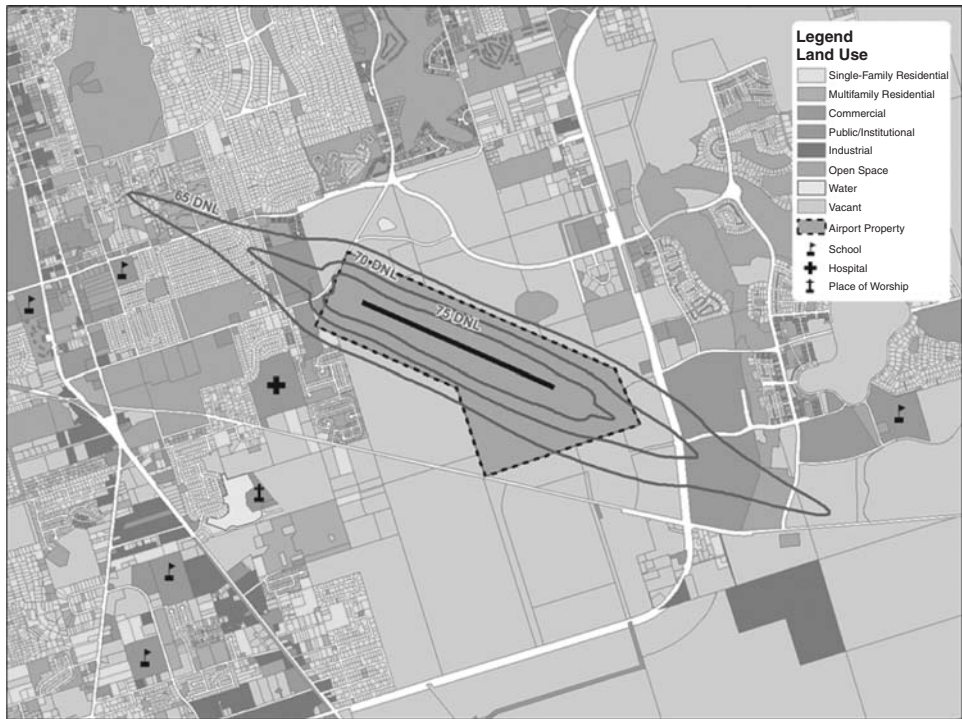 Legend
Land Use
Single-Family Residential
Multifamily Residential
Commercial
Public/Institutional
Industrial
Open Space
Water
Vacant
Airport Property
School
Hospital
Place of Worship
65 DNL
70 DNL
75 DNL